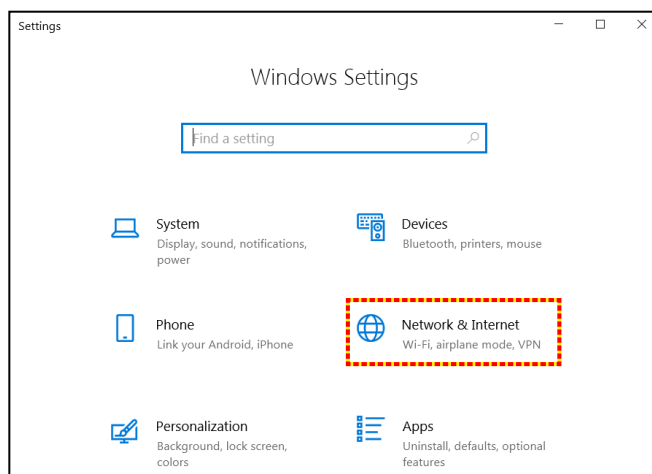 Settings
Windows Settings
Find a setting
System
Display, sound, notifications,
power
Devices
Bluetooth, printers, mouse
Phone
Link your Android, iPhone
Network & Internet
Wi-Fi, airplane mode, VPN
Personalization
Background, lock screen,
colors
Apps
Uninstall, defaults, optional
features